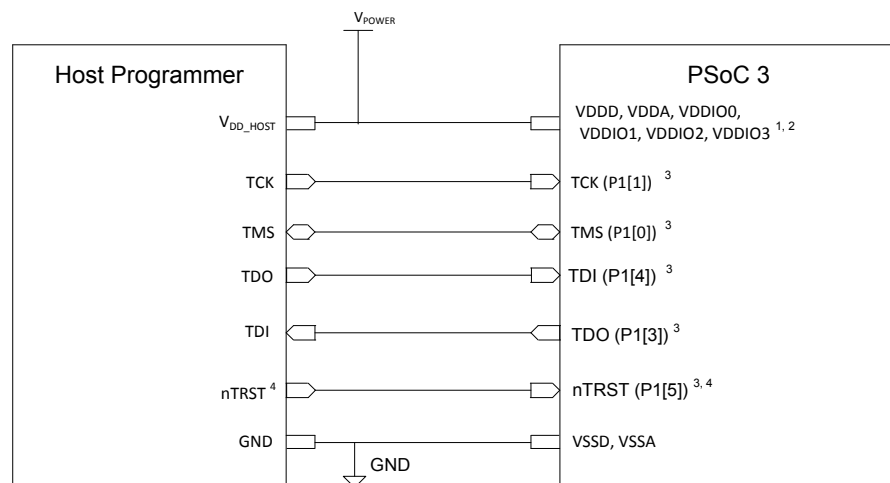 V_POWER
Host Programmer
PSoC 3
V_DD_HOST
VDDD, VDDA, VDDIO0,
VDDIO1, VDDIO2, VDDIO3 1, 2
TCK
TCK (P1[1]) 3
TMS
TMS (P1[0]) 3
TDO
TDI (P1[4]) 3
TDI
TDO (P1[3]) 3
nTRST 4
nTRST (P1[5]) 3, 4
GND
VSSD, VSSA
GND